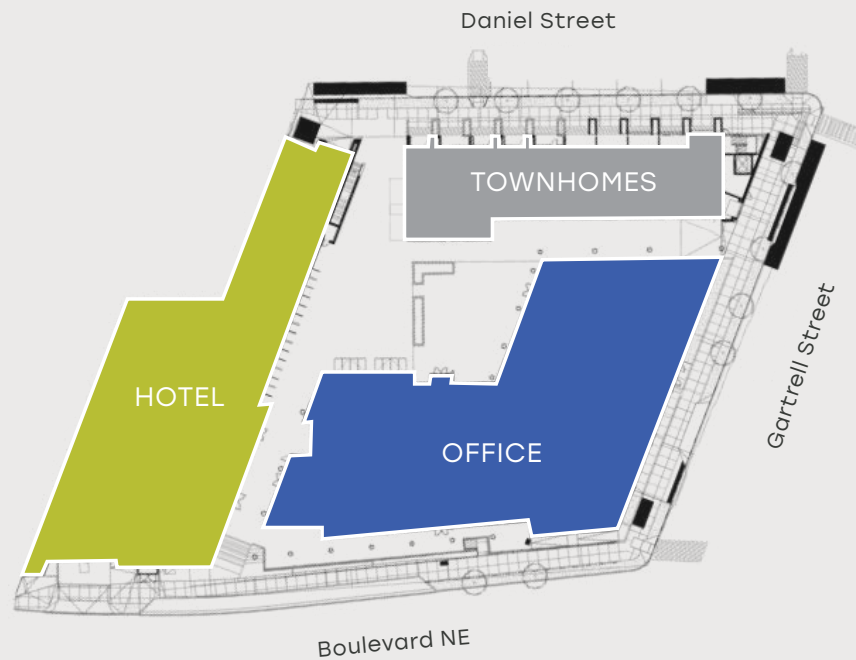 Daniel Street
TOWNHOMES
HOTEL
OFFICE
Gartrell Street
Boulevard NE